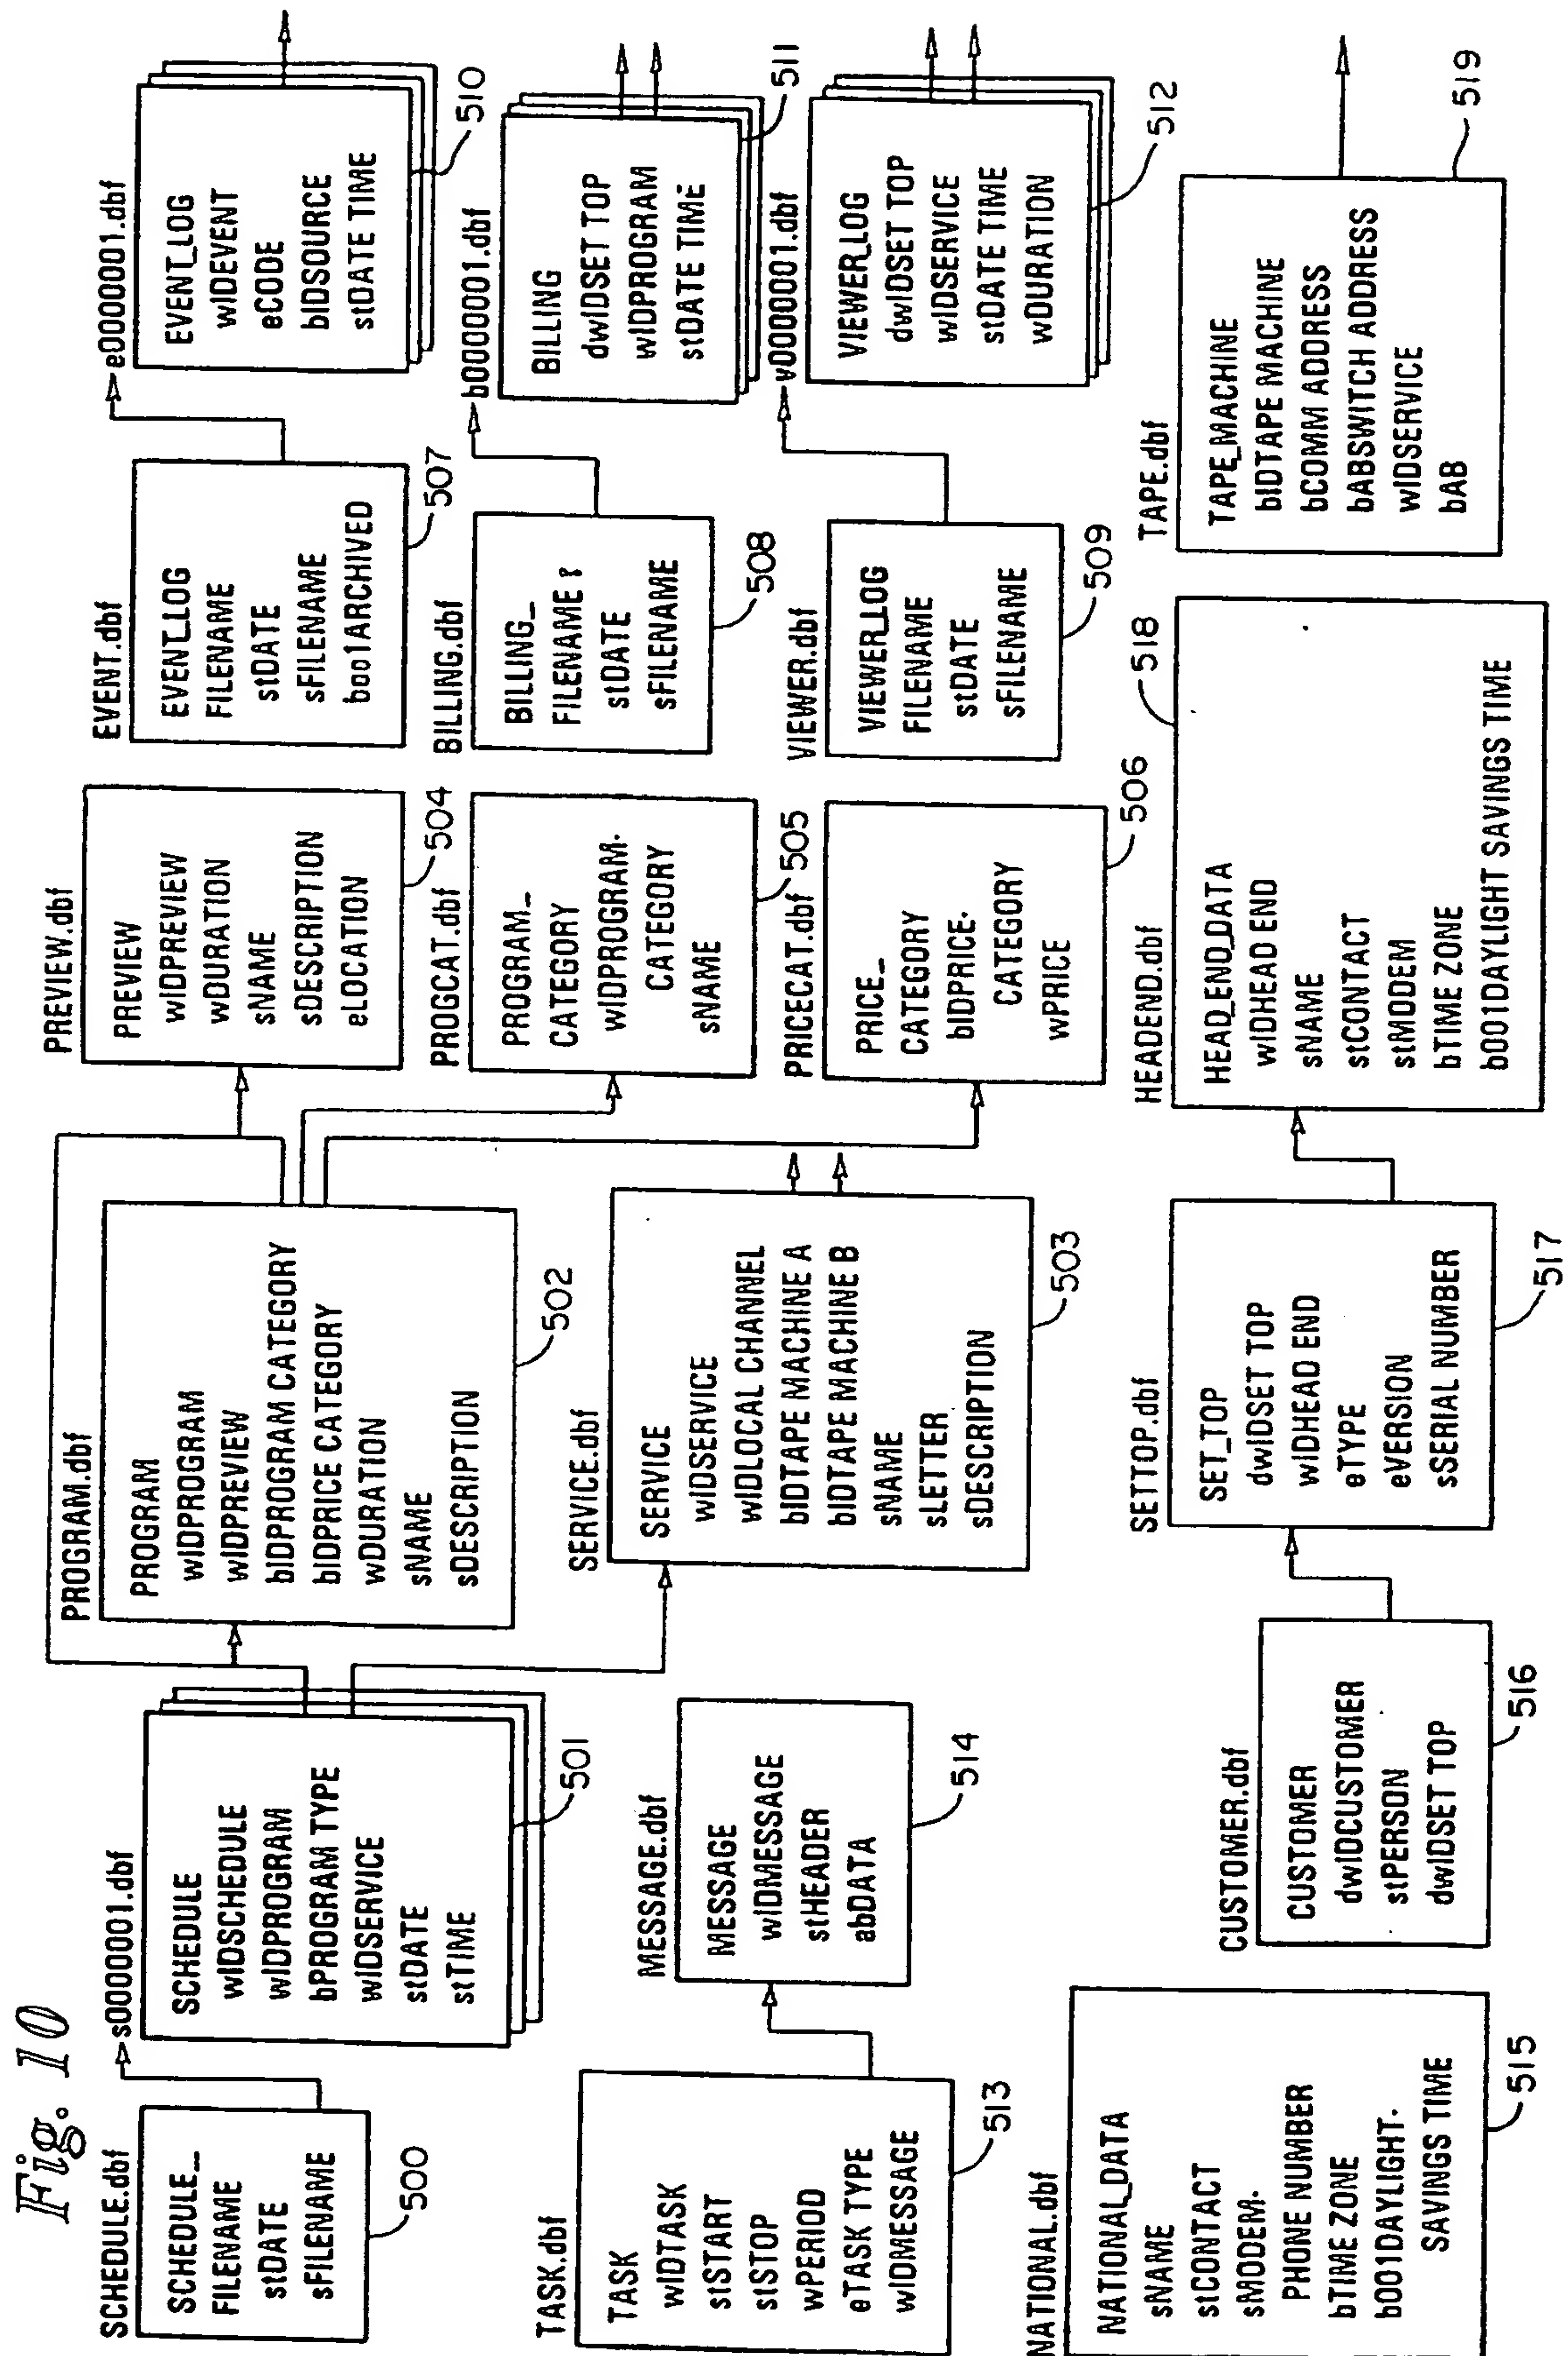 Fig. 10
SCHEDULE.dbf
SCHEDULE_
FILENAME
stDATE
sFILENAME
500
s0000001.dbf
SCHEDULE
wIDSCHEDULE
wIDPROGRAM
bPROGRAM TYPE
wIDSERVICE
stDATE
stTIME
501
PROGRAM.dbf
PROGRAM
wIDPROGRAM
wIDPREVIEW
bIDPROGRAM CATEGORY
bIDPRICE CATEGORY
wDURATION
sNAME
sDESCRIPTION
502
PREVIEW.dbf
PREVIEW
wIDPREVIEW
wDURATION
sNAME
sDESCRIPTION
eLOCATION
504
EVENT.dbf
EVENT_LOG
FILENAME
stDATE
sFILENAME
bao1ARCHIVED
507
e0000001.dbf
EVENT_LOG
wIDEVENT
eCODE
bIDSOURCE
stDATE TIME
510
PROGCAT.dbf
PROGRAM_
CATEGORY
wIDPROGRAM-
CATEGORY
sNAME
505
BILLING.dbf
BILLING_
FILENAME ?
stDATE
sFILENAME
508
b0000001.dbf
BILLING
dwIDSET TOP
wIDPROGRAM
stDATE TIME
511
TASK.dbf
TASK
wIDTASK
stSTART
stSTOP
wPERIOD
eTASK TYPE
wIDMESSAGE
513
MESSAGE.dbf
MESSAGE
wIDMESSAGE
stHEADER
abDATA
514
SERVICE.dbf
SERVICE
wIDSERVICE
wIDLOCAL CHANNEL
bIDTAPE MACHINE A
bIDTAPE MACHINE B
sNAME
sLETTER
sDESCRIPTION
503
PRICECAT.dbf
PRICE_
CATEGORY
bIDPRICE-
CATEGORY
wPRICE
506
VIEWER.dbf
VIEWER_LOG
FILENAME
stDATE
sFILENAME
509
v0000001.dbf
VIEWER_LOG
dwIDSET TOP
wIDSERVICE
stDATE TIME
wDURATION
512
NATIONAL.dbf
NATIONAL_DATA
sNAME
stCONTACT
sMODEM-
PHONE NUMBER
bTIME ZONE
b001DAYLIGHT-
SAVINGS TIME
515
CUSTOMER.dbf
CUSTOMER
dwIDCUSTOMER
stPERSON
dwIDSET TOP
516
SETTOP.dbf
SET_TOP
dwIDSET TOP
wIDHEAD END
eTYPE
eVERSION
sSERIAL NUMBER
517
HEADEND.dbf
HEAD_END_DATA
wIDHEAD END
sNAME
stCONTACT
stMODEM
bTIME ZONE
b001DAYLIGHT SAVINGS TIME
518
TAPE.dbf
TAPE_MACHINE
bIDTAPE MACHINE
bCOMM ADDRESS
bABSWITCH ADDRESS
wIDSERVICE
bAB
519